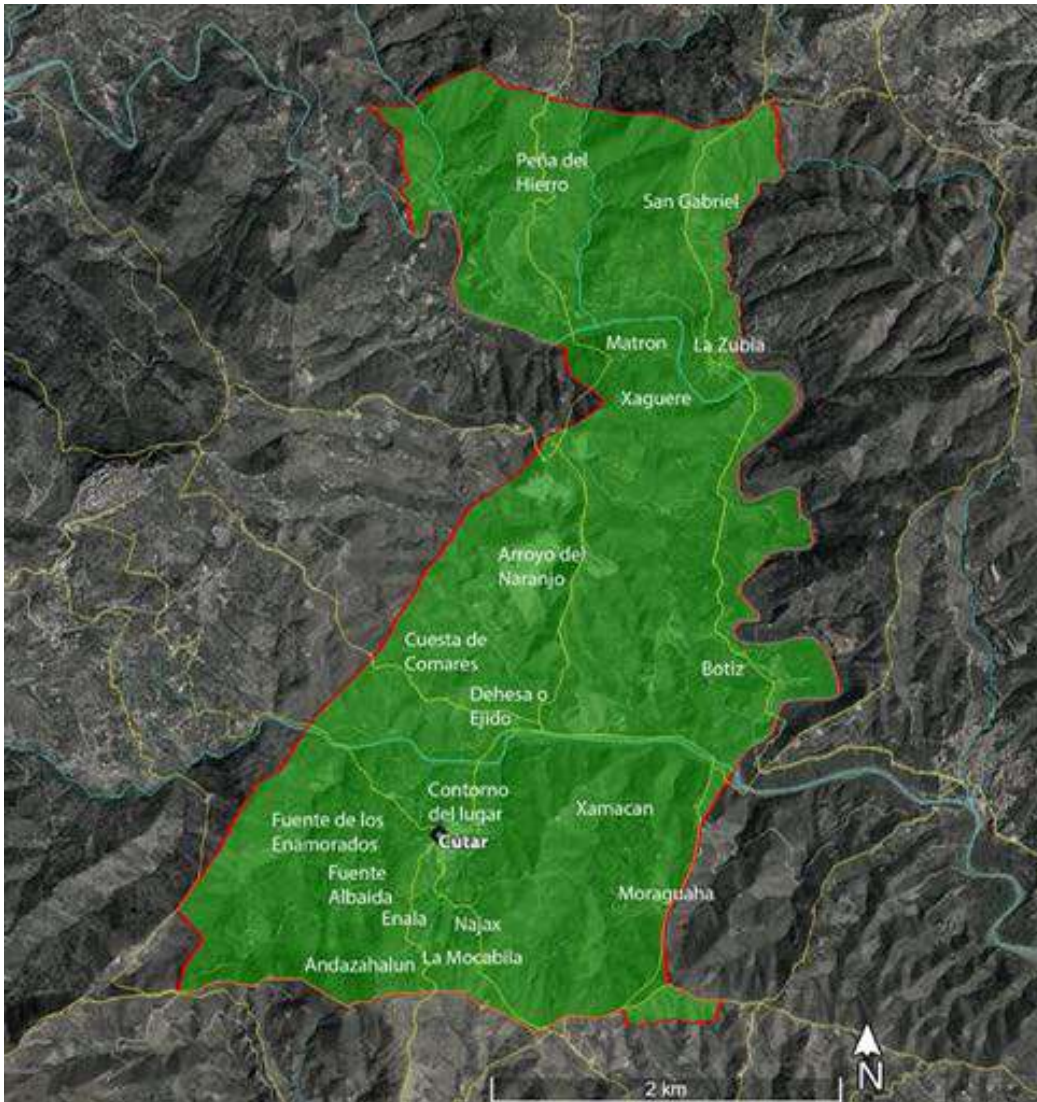 Peña del
Hierro
San Gabriel
Matron
La Zubia
Xaguere
Arroyo del
Naranjo
Cuesta de
Comares
Botiz
Dehesa o
Ejido
Contorno
del lugar
Xamacan
Fuente de los
Enamorados
Cútar
Fuente
Albaida
Moraguaha
Enala
Najax
La Mocabila
Andazahalun
N
2 km